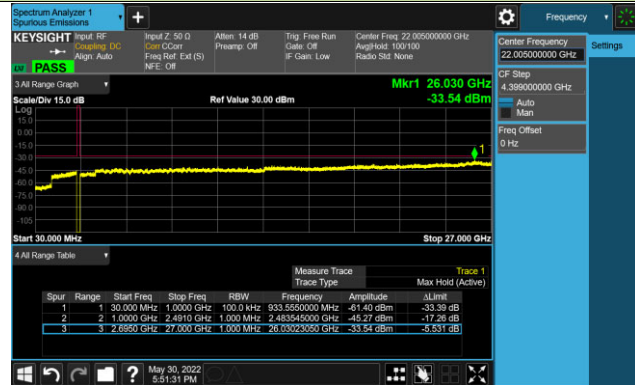 Spectrum Analyzer 1
Spurious Emissions
Frequency
KEYSIGHT
Input: RF
Coupling: DC
Align: Auto
Input Z: 50 Ω
Corr CCorr
Freq Ref: Ext (S)
NFE: Off
Atten: 14 dB
Preamp: Off
Trig: Free Run
Gate: Off
IF Gain: Low
Center Freq: 22.005000000 GHz
Avg|Hold: 100/100
Radio Std: None
PASS
Center Frequency
22.005000000 GHz
Settings
CF Step
4.399000000 GHz
Auto
Man
Freq Offset
0 Hz
3 All Range Graph
Mkr1 26.030 GHz
Scale/Div 15.0 dB
Ref Value 30.00 dBm
-33.54 dBm
Log
15.0
0.00
-15.0
-30.0
-45.0
-60.0
-75.0
-90.0
-105
1
Start 30.000 MHz
Stop 27.000 GHz
4 All Range Table
Measure Trace Trace 1
Trace Type Max Hold (Active)
Spur Range Start Freq Stop Freq RBW Frequency Amplitude ΔLimit
1 1 30.000 MHz 1.0000 GHz 100.0 kHz 933.5550000 MHz -61.40 dBm -33.39 dB
2 2 1.0000 GHz 2.4910 GHz 1.000 MHz 2.483545000 GHz -45.27 dBm -17.26 dB
3 3 2.6950 GHz 27.000 GHz 1.000 MHz 26.03023050 GHz -33.54 dBm -5.531 dB
May 30, 2022
5:51:31 PM